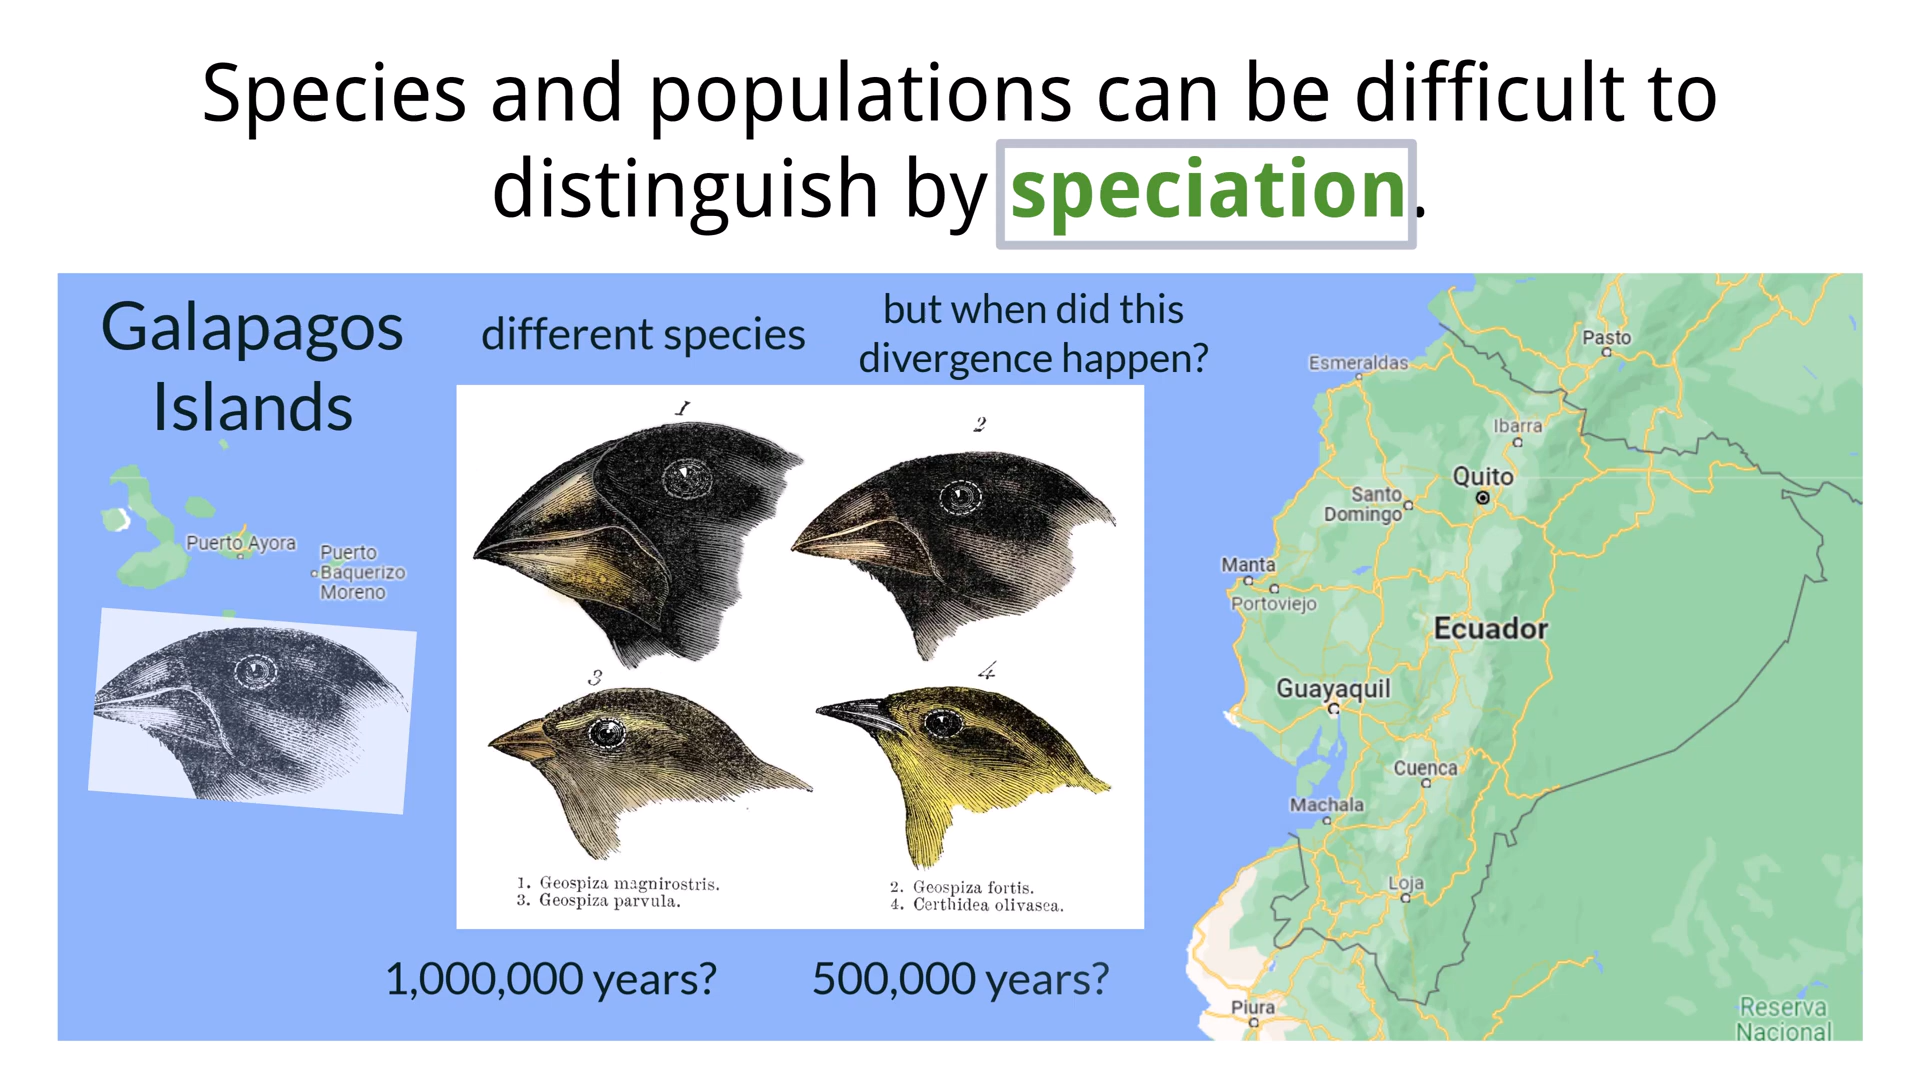 Species and populations can be difficult to
distinguish by speciation.
Galapagos
Islands
different species
but when did this
divergence happen?
1
2
3
4
1. Geospiza magnirostris.
3. Geospiza parvula.
2. Geospiza fortis.
4. Certhidea olivasea.
1,000,000 years?
500,000 years?
Puerto Ayora
Puerto
Baquerizo
Moreno
Pasto
Esmeraldas
Ibarra
Quito
Santo
Domingo
Manta
Portoviejo
Ecuador
Guayaquil
Cuenca
Machala
Loja
Piura
Reserva
Nacional